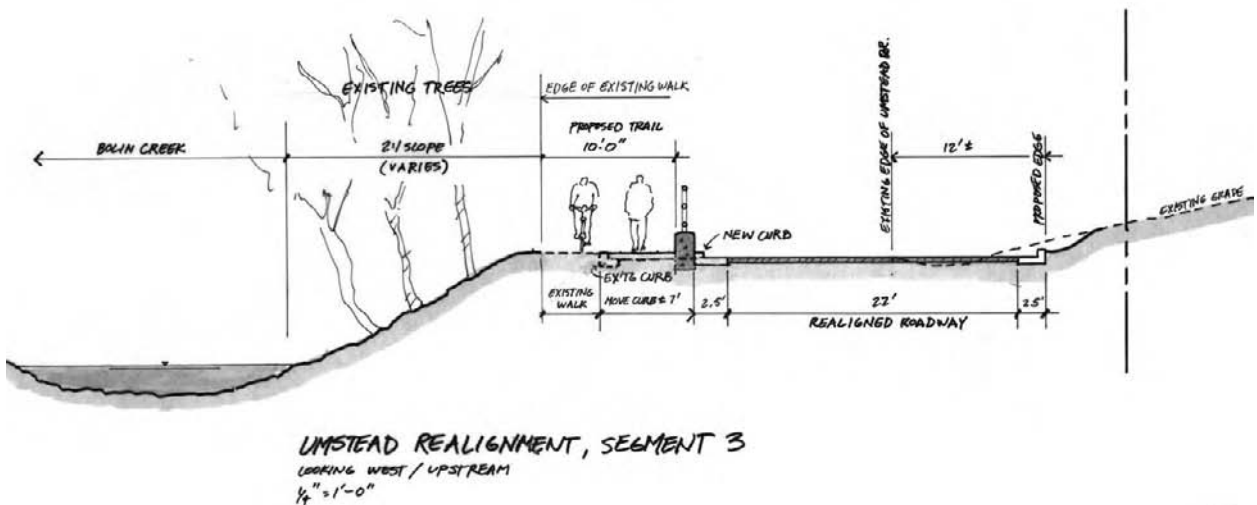 EXISTING TREES
EDGE OF EXISTING WALK
BOLIN CREEK
2:1 SLOPE
(VARIES)
PROPOSED TRAIL
10'-0"
EXISTING EDGE OF UMSTEAD DR.
12' ±
PROPOSED EDGE
EXISTING GRADE
NEW CURB
EX'TG CURB
EXISTING
WALK
MOVE CURB ± 7'
2.5'
22'
2.5'
REALIGNED ROADWAY
UMSTEAD REALIGNMENT, SEGMENT 3
LOOKING WEST / UPSTREAM
1/4" = 1'-0"